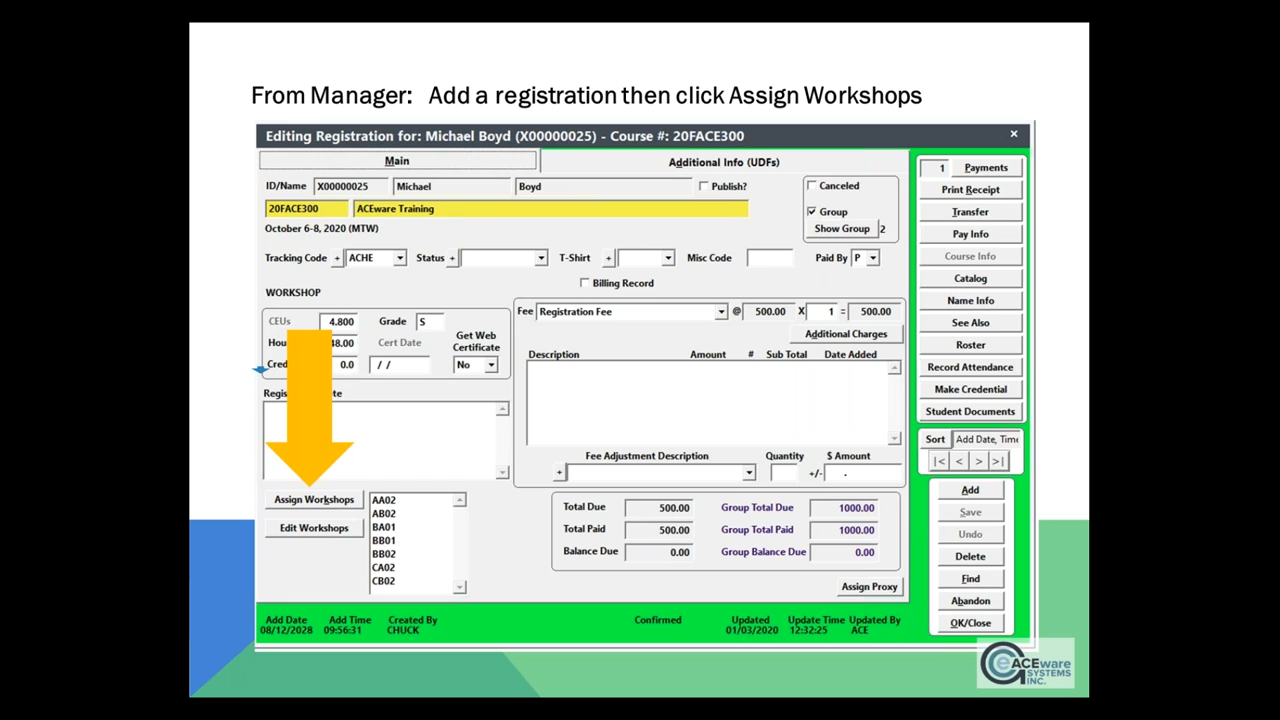 From Manager: Add a registration then click Assign Workshops
Editing Registration for: Michael Boyd (X00000025) - Course #: 20FACE300 ×
Main
Additional Info (UDFs)
ID/Name X00000025 Michael Boyd Publish?
20FACE300 ACEware Training
October 6-8, 2020 (MTW)
Canceled
Group
Show Group 2
Tracking Code + ACHE Status + T-Shirt + Misc Code Paid By P
Billing Record
WORKSHOP
CEUs 4.800 Grade S
Cert Date
/ /
Get Web
Certificate
No
0.0
Fee Registration Fee @ 500.00 X 1 = 500.00
Additional Charges
Description Amount # Sub Total Date Added
Fee Adjustment Description Quantity $ Amount
+ +/- .
Assign Workshops
Edit Workshops
AA02
AB02
BA01
BB01
BB02
CA02
CB02
Total Due 500.00 Group Total Due 1000.00
Total Paid 500.00 Group Total Paid 1000.00
Balance Due 0.00 Group Balance Due 0.00
Assign Proxy
Add Date Add Time Created By Confirmed Updated Update Time Updated By
08/12/2028 09:56:31 CHUCK 01/03/2020 12:32:25 ACE
1 Payments
Print Receipt
Transfer
Pay Info
Course Info
Catalog
Name Info
See Also
Roster
Record Attendance
Make Credential
Student Documents
Sort Add Date, Time
|< < > >|
Add
Save
Undo
Delete
Find
Abandon
OK/Close
ACEware
SYSTEMS
INC.